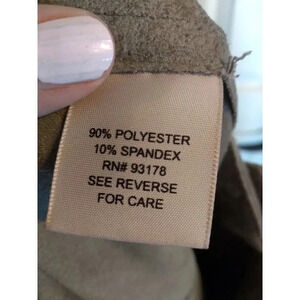 90% POLYESTER
10% SPANDEX
RN# 93178
SEE REVERSE
FOR CARE